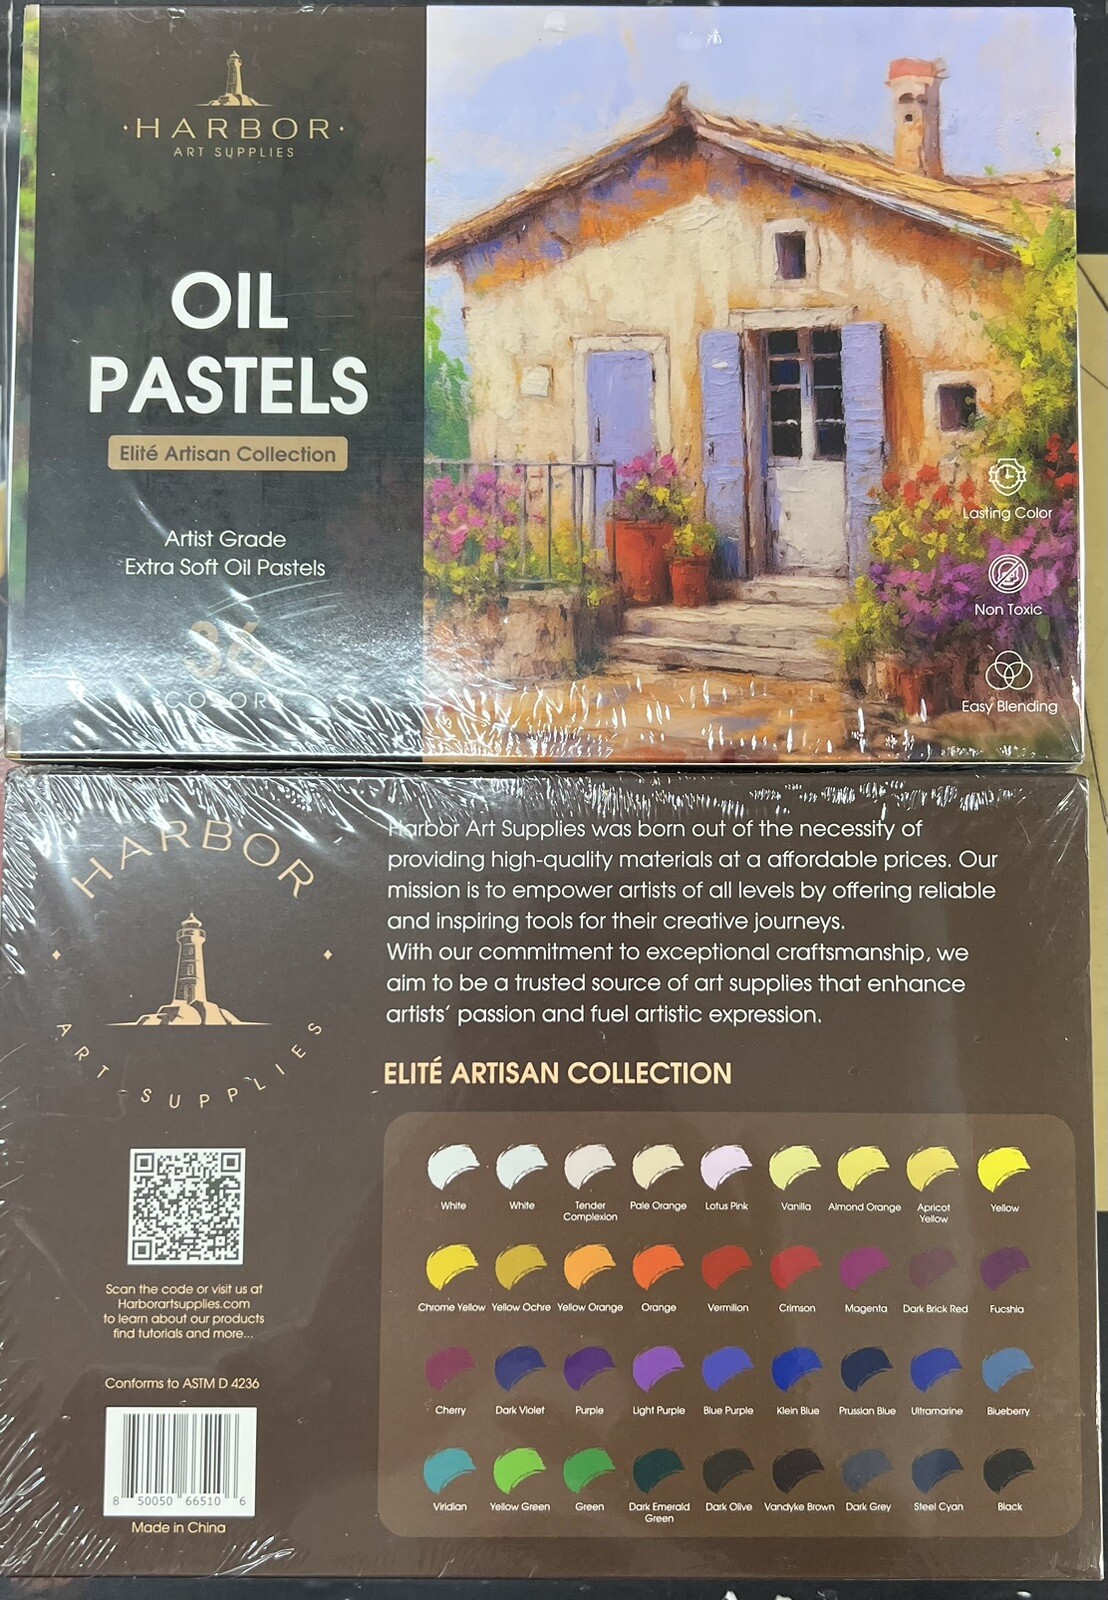 ·HARBOR·
ART SUPPLIES
OIL
PASTELS
Elité Artisan Collection
Artist Grade
Extra Soft Oil Pastels
36
COLORS
Lasting Color
Non Toxic
Easy Blending
HARBOR
ART SUPPLIES
Harbor Art Supplies was born out of the necessity of
providing high-quality materials at a affordable prices. Our
mission is to empower artists of all levels by offering reliable
and inspiring tools for their creative journeys.
With our commitment to exceptional craftsmanship, we
aim to be a trusted source of art supplies that enhance
artists' passion and fuel artistic expression.
ELITÉ ARTISAN COLLECTION
White White Tender Complexion Pale Orange Lotus Pink Vanilla Almond Orange Apricot Yellow Yellow
Chrome Yellow Yellow Ochre Yellow Orange Orange Vermilion Crimson Magenta Dark Brick Red Fucshia
Cherry Dark Violet Purple Light Purple Blue Purple Klein Blue Prussian Blue Ultramarine Blueberry
Viridian Yellow Green Green Dark Emerald Green Dark Olive Vandyke Brown Dark Grey Steel Cyan Black
Scan the code or visit us at
Harborartsupplies.com
to learn about our products
find tutorials and more...
Conforms to ASTM D 4236
8 50050 66510 6
Made in China